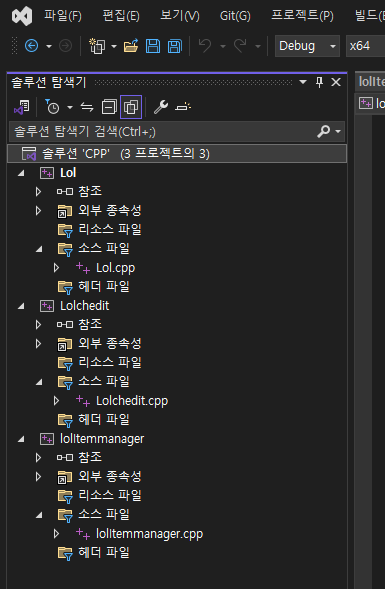 파일(F) 편집(E) 보기(V) Git(G) 프로젝트(P) 빌드(
Debug x64
솔루션 탐색기
솔루션 탐색기 검색(Ctrl+;)
솔루션 'CPP' (3 프로젝트의 3)
Lol
참조
외부 종속성
리소스 파일
소스 파일
Lol.cpp
헤더 파일
Lolchedit
참조
외부 종속성
리소스 파일
소스 파일
Lolchedit.cpp
헤더 파일
lolItemmanager
참조
외부 종속성
리소스 파일
소스 파일
lolItemmanager.cpp
헤더 파일